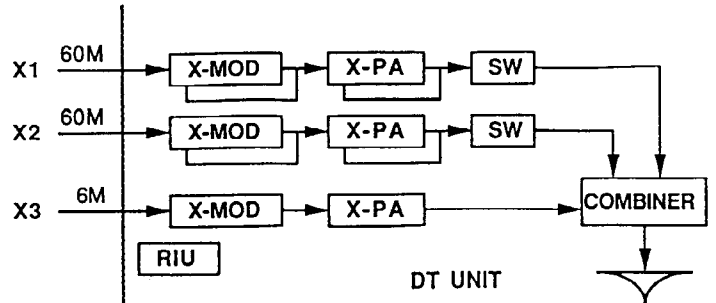 X1 60M X-MOD X-PA SW
X2 60M X-MOD X-PA SW
X3 6M X-MOD X-PA COMBINER
RIU
DT UNIT